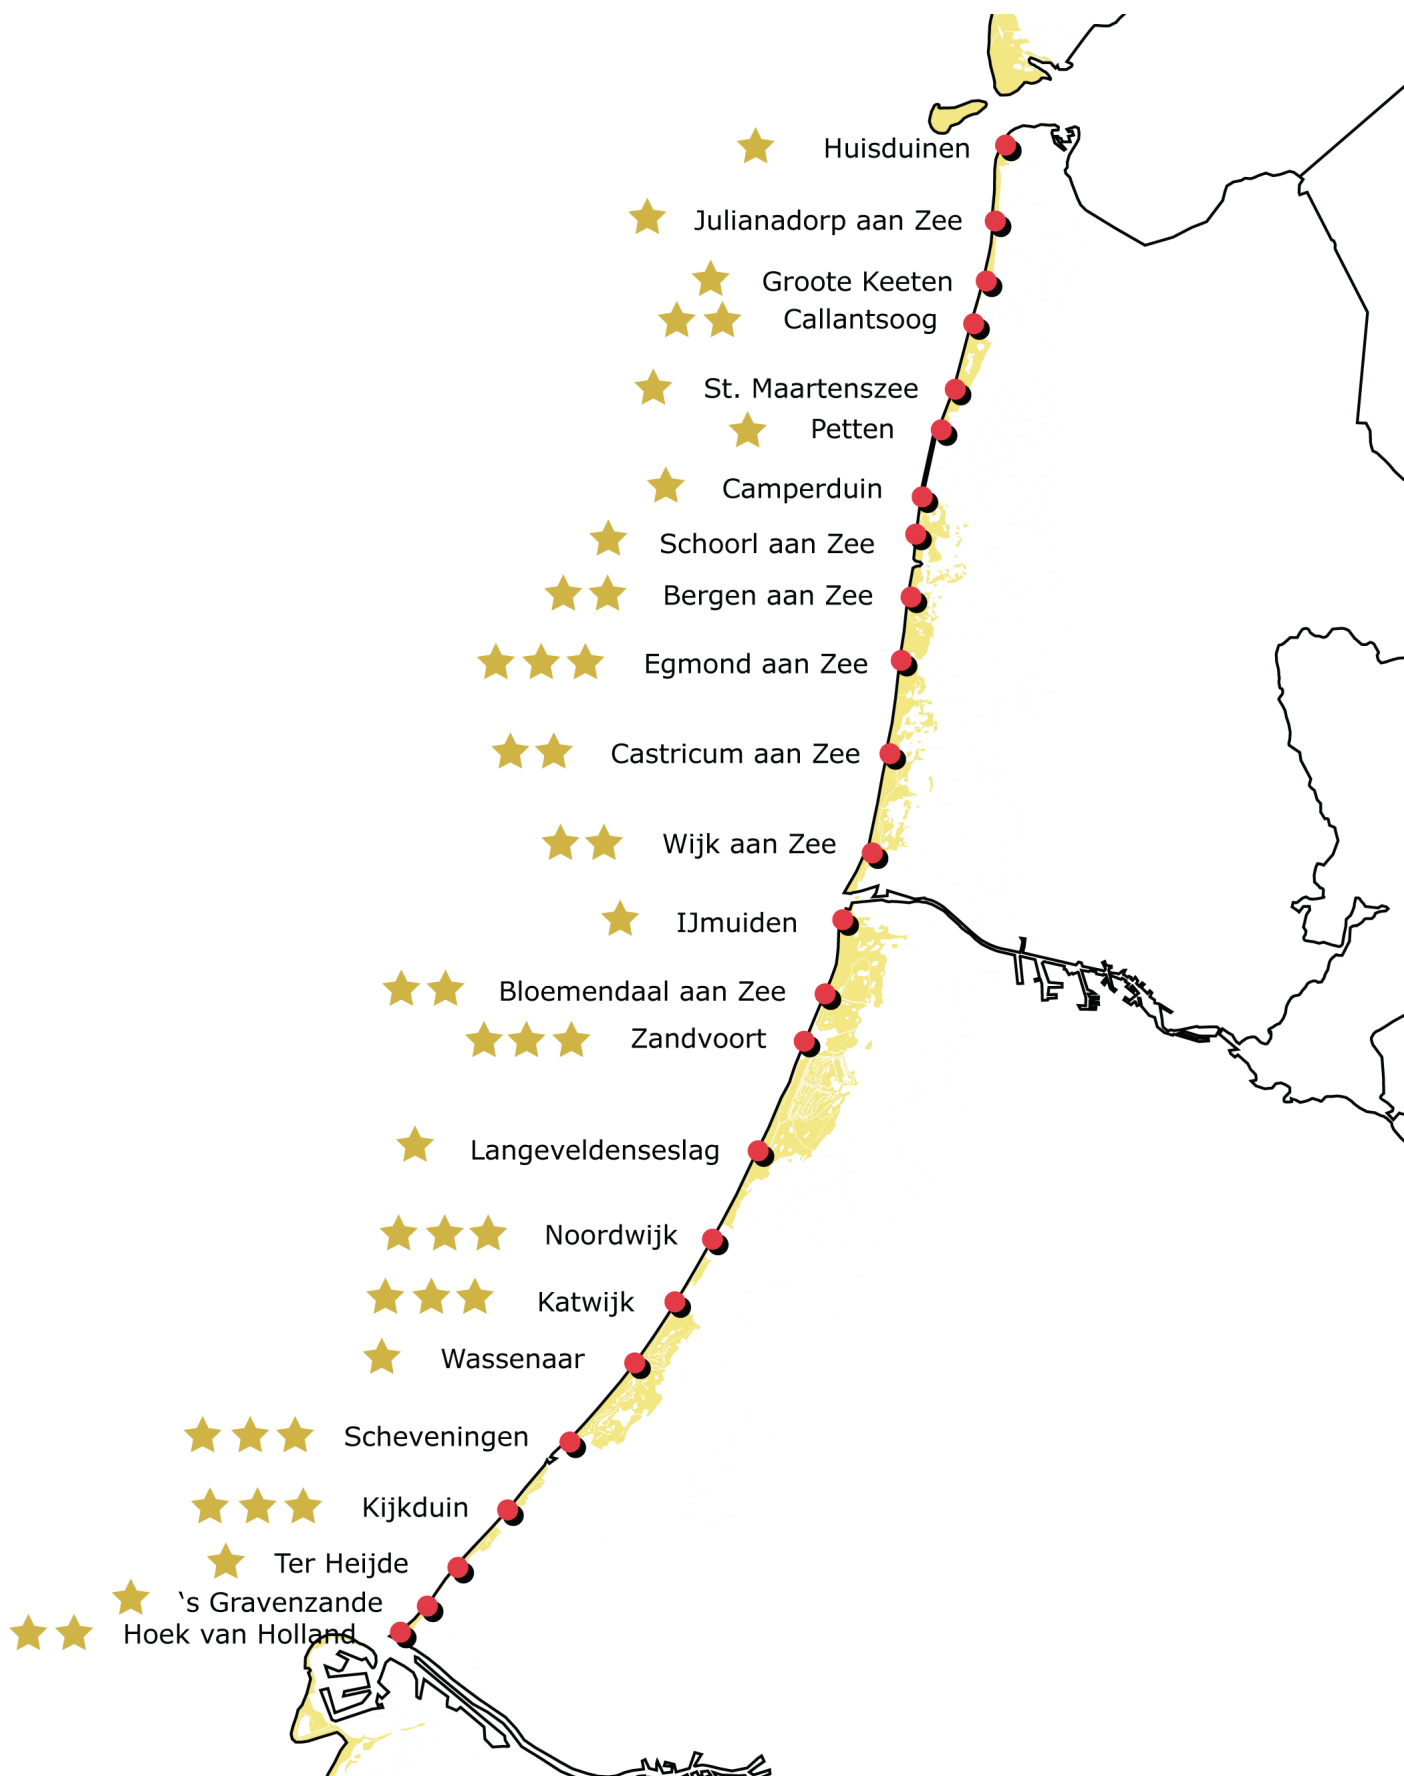 Huisduinen
Julianadorp aan Zee
Groote Keeten
Callantsoog
St. Maartenszee
Petten
Camperduin
Schoorl aan Zee
Bergen aan Zee
Egmond aan Zee
Castricum aan Zee
Wijk aan Zee
IJmuiden
Bloemendaal aan Zee
Zandvoort
Langeveldenseslag
Noordwijk
Katwijk
Wassenaar
Scheveningen
Kijkduin
Ter Heijde
‘s Gravenzande
Hoek van Holland